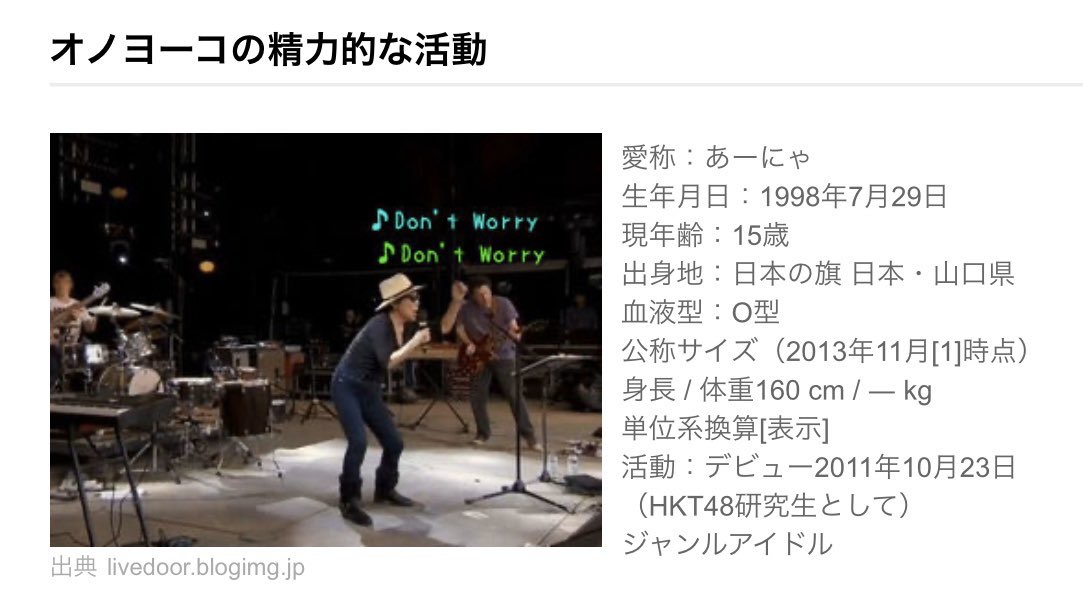 オノヨーコの精力的な活動
♪Don't Worry
♪Don't Worry
愛称：あーにゃ
生年月日：1998年7月29日
現年齢：15歳
出身地：日本の旗 日本・山口県
血液型：O型
公称サイズ（2013年11月[1]時点）
身長 / 体重160 cm / ― kg
単位系換算[表示]
活動：デビュー2011年10月23日
（HKT48研究生として）
ジャンルアイドル
出典 livedoor.blogimg.jp